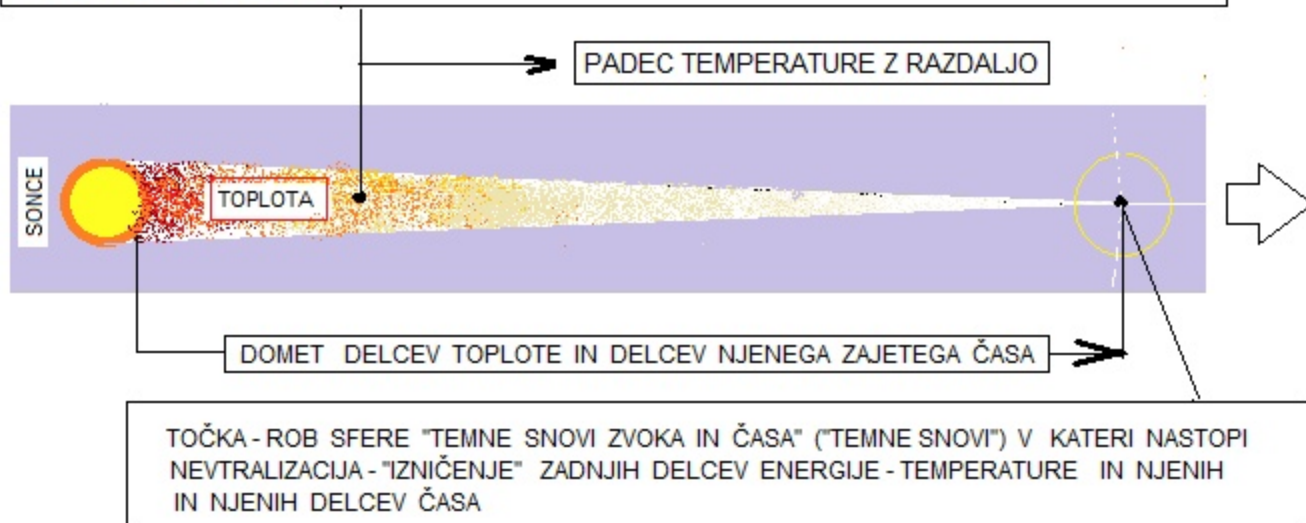 PADEC TEMPERATURE Z RAZDALJO
SONCE
TOPLOTA
DOMET DELCEV TOPLOTE IN DELCEV NJENEGA ZAJETEGA ČASA
TOČKA - ROB SFERE "TEMNE SNOVI ZVOKA IN ČASA" ("TEMNE SNOVI") V KATERI NASTOPI
NEVTRALIZACIJA - "IZNIČENJE" ZADNJIH DELCEV ENERGIJE - TEMPERATURE IN NJENIH
IN NJENIH DELCEV ČASA